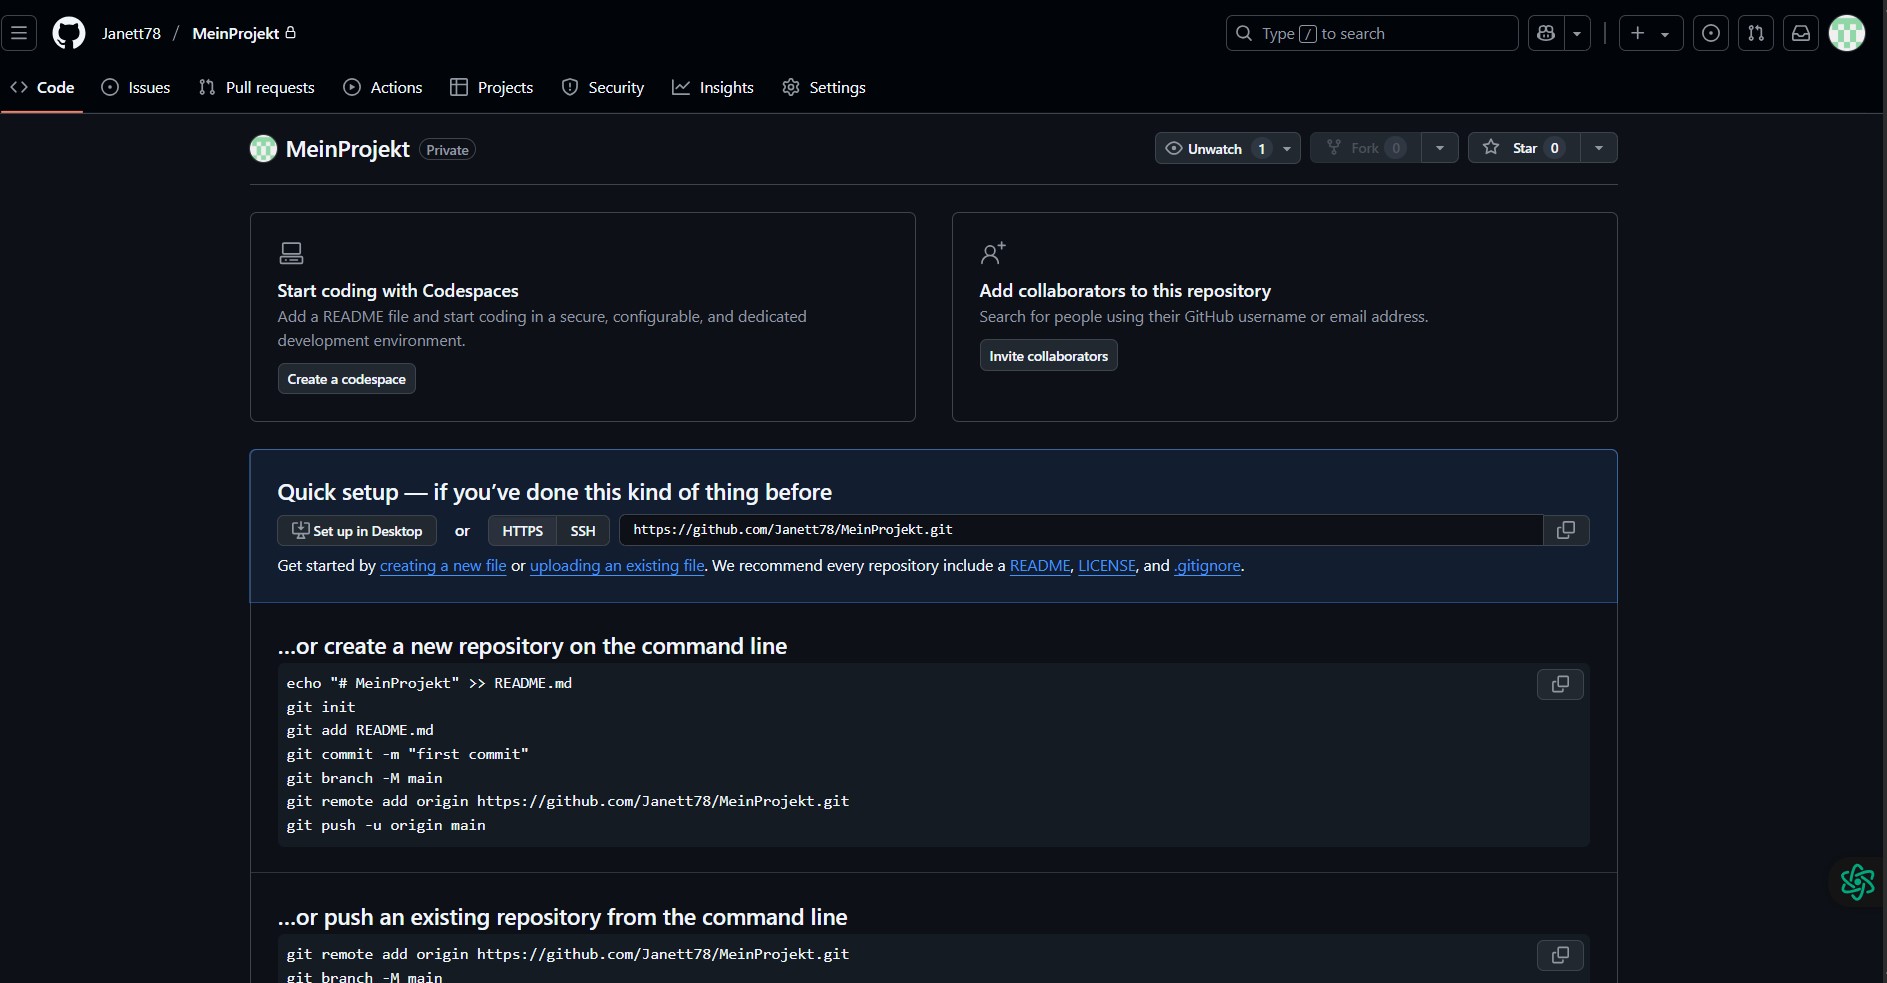 Janett78 / MeinProjekt
Type / to search
Code
Issues
Pull requests
Actions
Projects
Security
Insights
Settings
MeinProjekt Private
Unwatch 1
Fork 0
Star 0
Start coding with Codespaces
Add a README file and start coding in a secure, configurable, and dedicated
development environment.
Create a codespace
Add collaborators to this repository
Search for people using their GitHub username or email address.
Invite collaborators
Quick setup — if you’ve done this kind of thing before
Set up in Desktop or HTTPS SSH https://github.com/Janett78/MeinProjekt.git
Get started by creating a new file or uploading an existing file. We recommend every repository include a README, LICENSE, and .gitignore.
…or create a new repository on the command line
echo "# MeinProjekt" >> README.md
git init
git add README.md
git commit -m "first commit"
git branch -M main
git remote add origin https://github.com/Janett78/MeinProjekt.git
git push -u origin main
…or push an existing repository from the command line
git remote add origin https://github.com/Janett78/MeinProjekt.git
git branch -M main